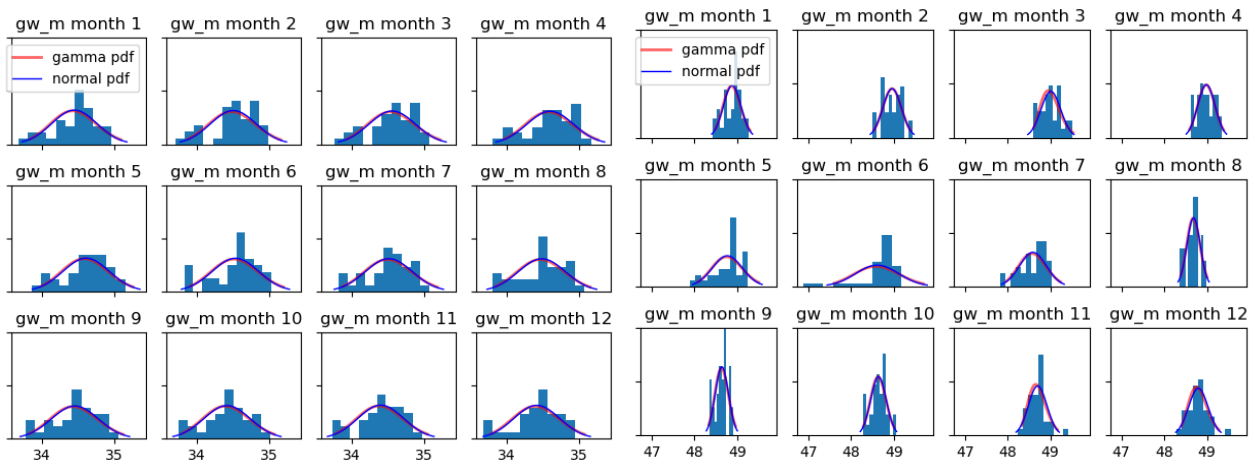 gw_m month 1 gw_m month 2 gw_m month 3 gw_m month 4
gamma pdf
normal pdf
gw_m month 5 gw_m month 6 gw_m month 7 gw_m month 8
gw_m month 9 gw_m month 10 gw_m month 11 gw_m month 12
34 35 34 35 34 35 34 35
gw_m month 1 gw_m month 2 gw_m month 3 gw_m month 4
gamma pdf
normal pdf
gw_m month 5 gw_m month 6 gw_m month 7 gw_m month 8
gw_m month 9 gw_m month 10 gw_m month 11 gw_m month 12
47 49 47 49 47 49 47 49